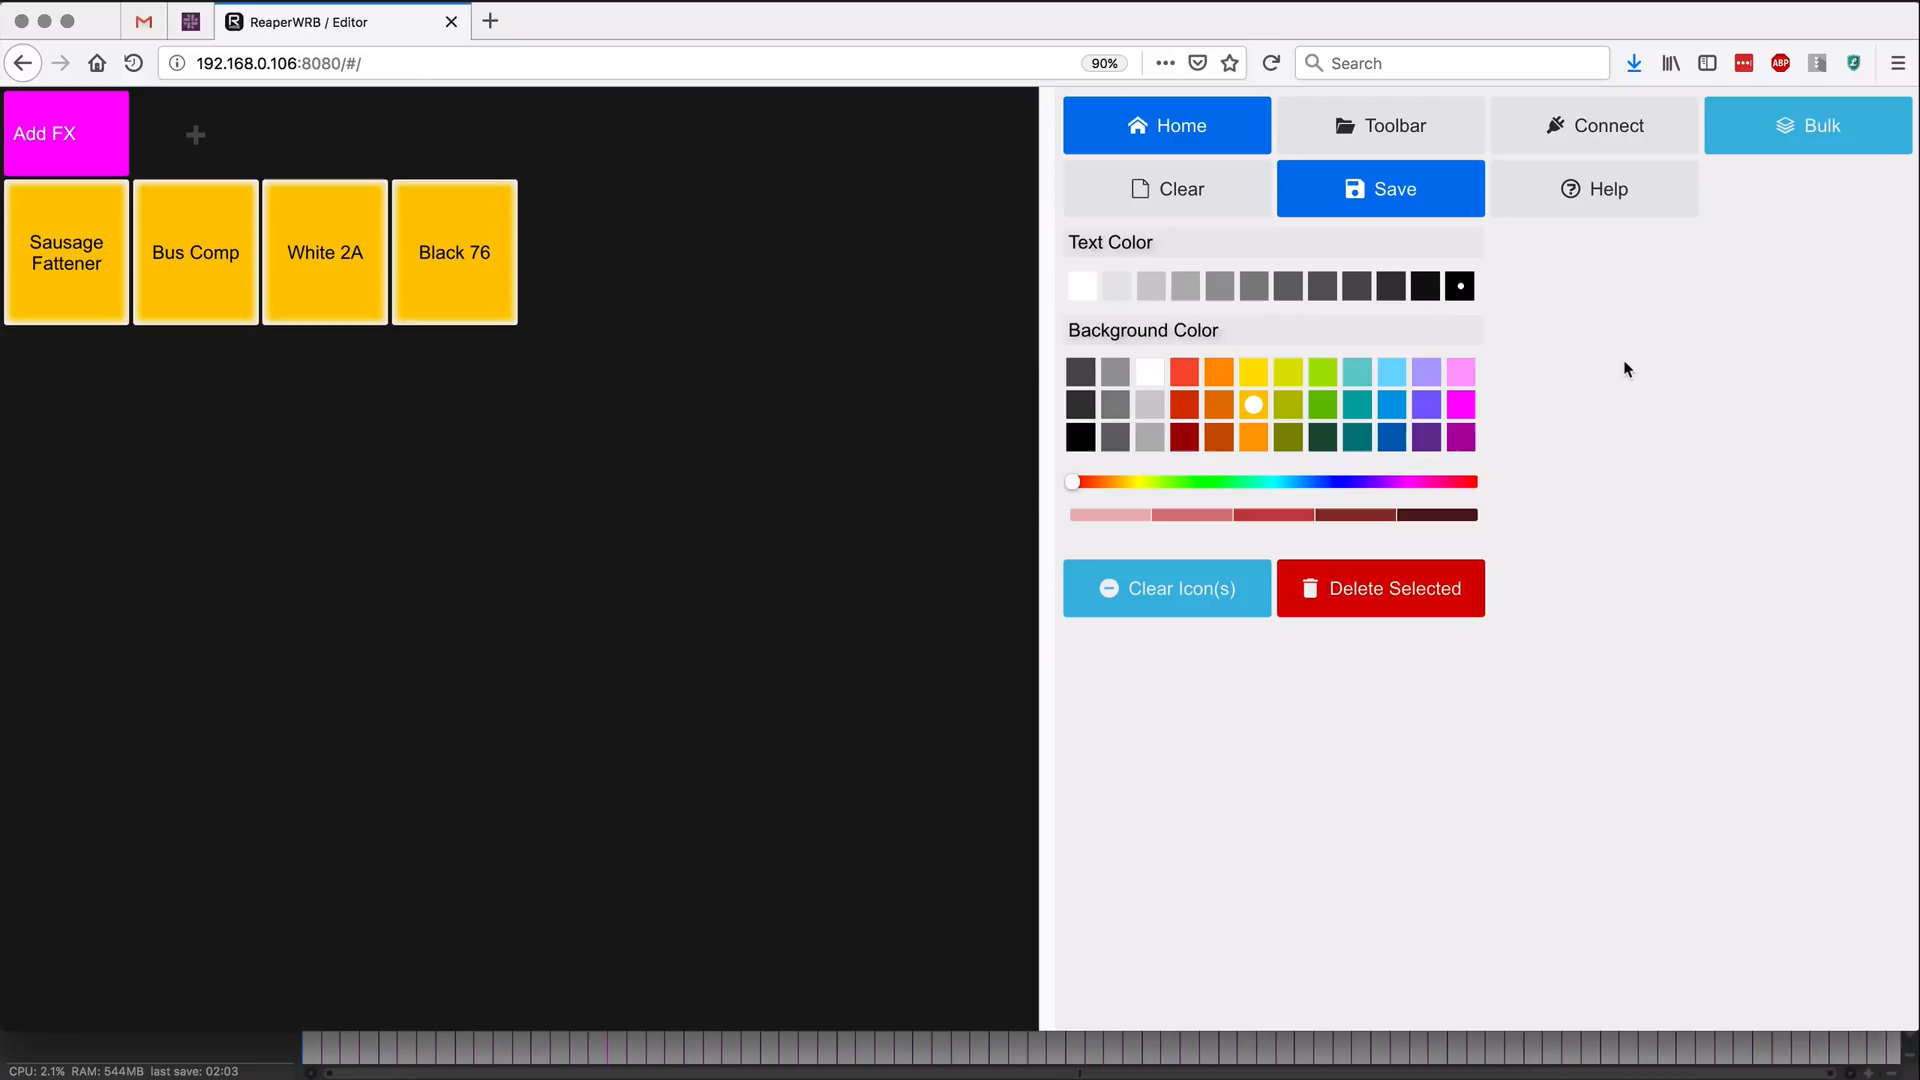 ReaperWRB / Editor
192.168.0.106:8080/#/
90%
Search
ABP
Add FX
Home
Toolbar
Connect
Bulk
Clear
Save
Help
Sausage
Fattener
Bus Comp
White 2A
Black 76
Text Color
Background Color
Clear Icon(s)
Delete Selected
CPU: 2.1% RAM: 544MB last save: 02:03